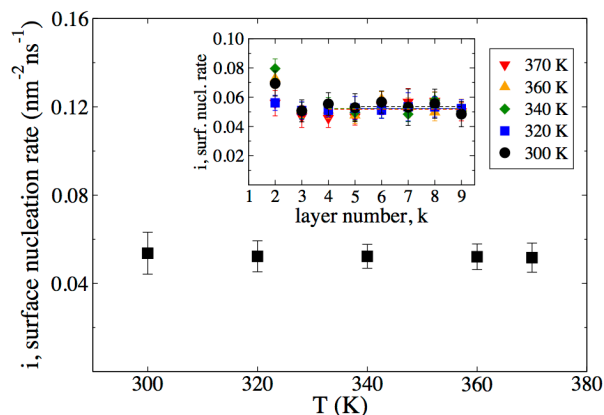 0.16
0.12
0.08
0.04
i, surface nucleation rate (nm⁻² ns⁻¹)
300
320
340
360
380
T (K)
0.10
0.08
0.06
0.04
0.02
i, surf. nucl. rate
1
2
3
4
5
6
7
8
9
layer number, k
370 K
360 K
340 K
320 K
300 K